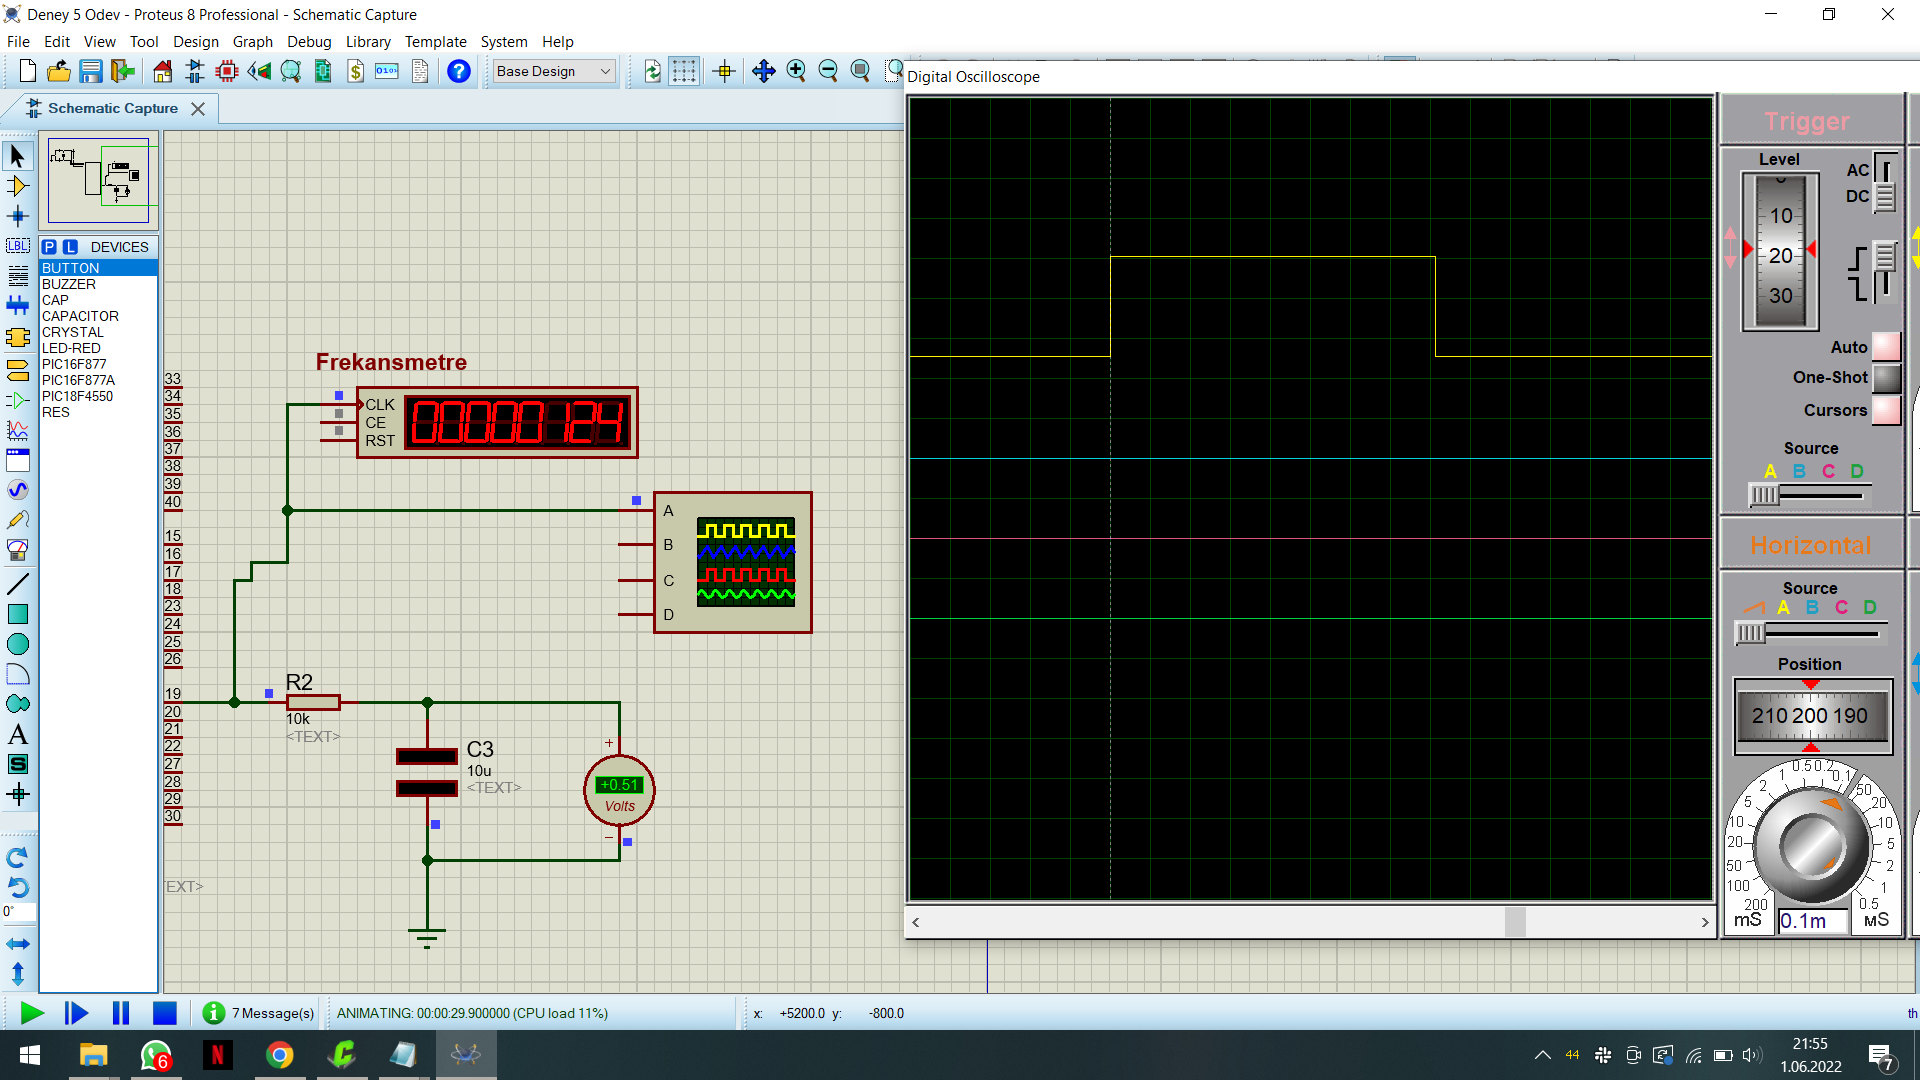 Deney 5 Odev - Proteus 8 Professional - Schematic Capture
File Edit View Tool Design Graph Debug Library Template System Help
Base Design
Schematic Capture
P L DEVICES
BUTTON
BUZZER
CAP
CAPACITOR
CRYSTAL
LED-RED
PIC16F877
PIC16F877A
PIC18F4550
RES
LBL
A
S
0°
33
34
35
36
37
38
39
40
15
16
17
18
23
24
25
26
19
20
21
22
27
28
29
30
TEXT>
Frekansmetre
CLK
CE
RST
00000124
A
B
C
D
R2
10k
<TEXT>
C3
10u
<TEXT>
+
+0.51
Volts
−
Digital Oscilloscope
Trigger
Level
10
20
30
AC
DC
Auto
One-Shot
Cursors
Source
A B C D
Horizontal
Source
A B C D
Position
210 200 190
200
100
50
20
10
5
2
1
0.5
0.2
0.1
50
20
10
5
2
1
0.5
mS
0.1m
µS
7 Message(s)
ANIMATING: 00:00:29.900000 (CPU load 11%)
x: +5200.0 y: -800.0
th
6
N
44
21:55
1.06.2022
7